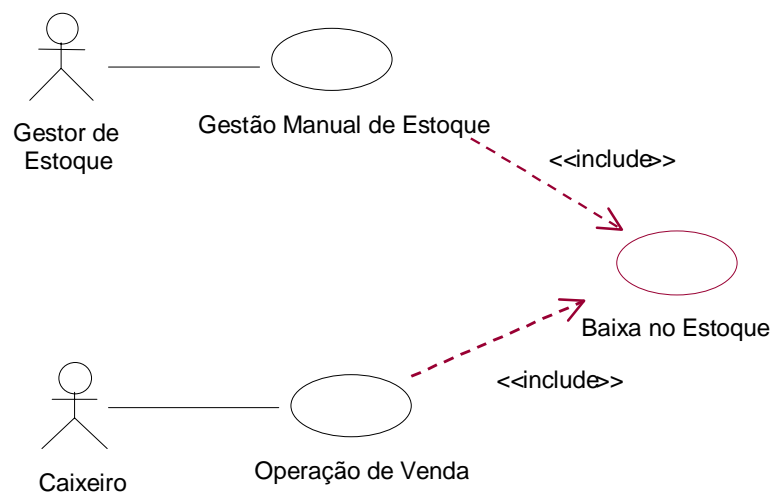 Gestor de
Estoque
Gestão Manual de Estoque
<<include>>
Baixa no Estoque
<<include>>
Caixeiro
Operação de Venda